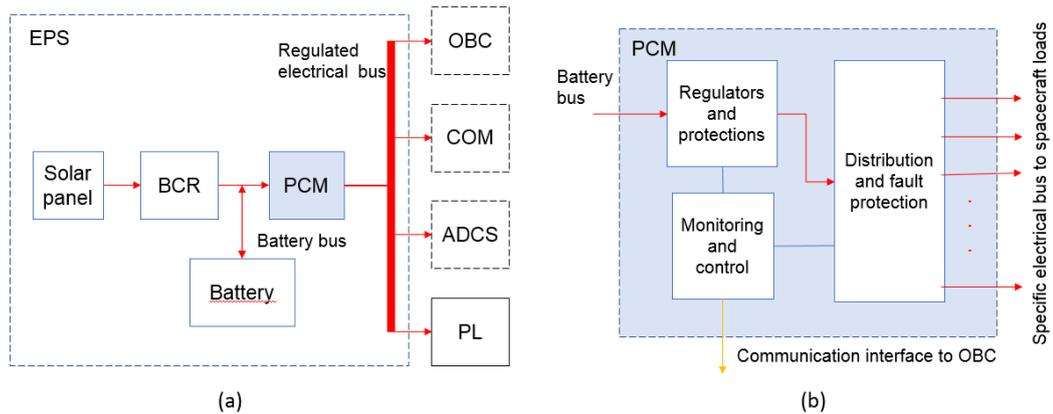 EPS
Regulated
electrical bus
OBC
COM
ADCS
PL
Solar
panel
BCR
PCM
Battery bus
Battery
(a)
PCM
Battery
bus
Regulators
and
protections
Monitoring
and
control
Distribution
and fault
protection
Specific electrical bus to spacecraft loads
Communication interface to OBC
(b)